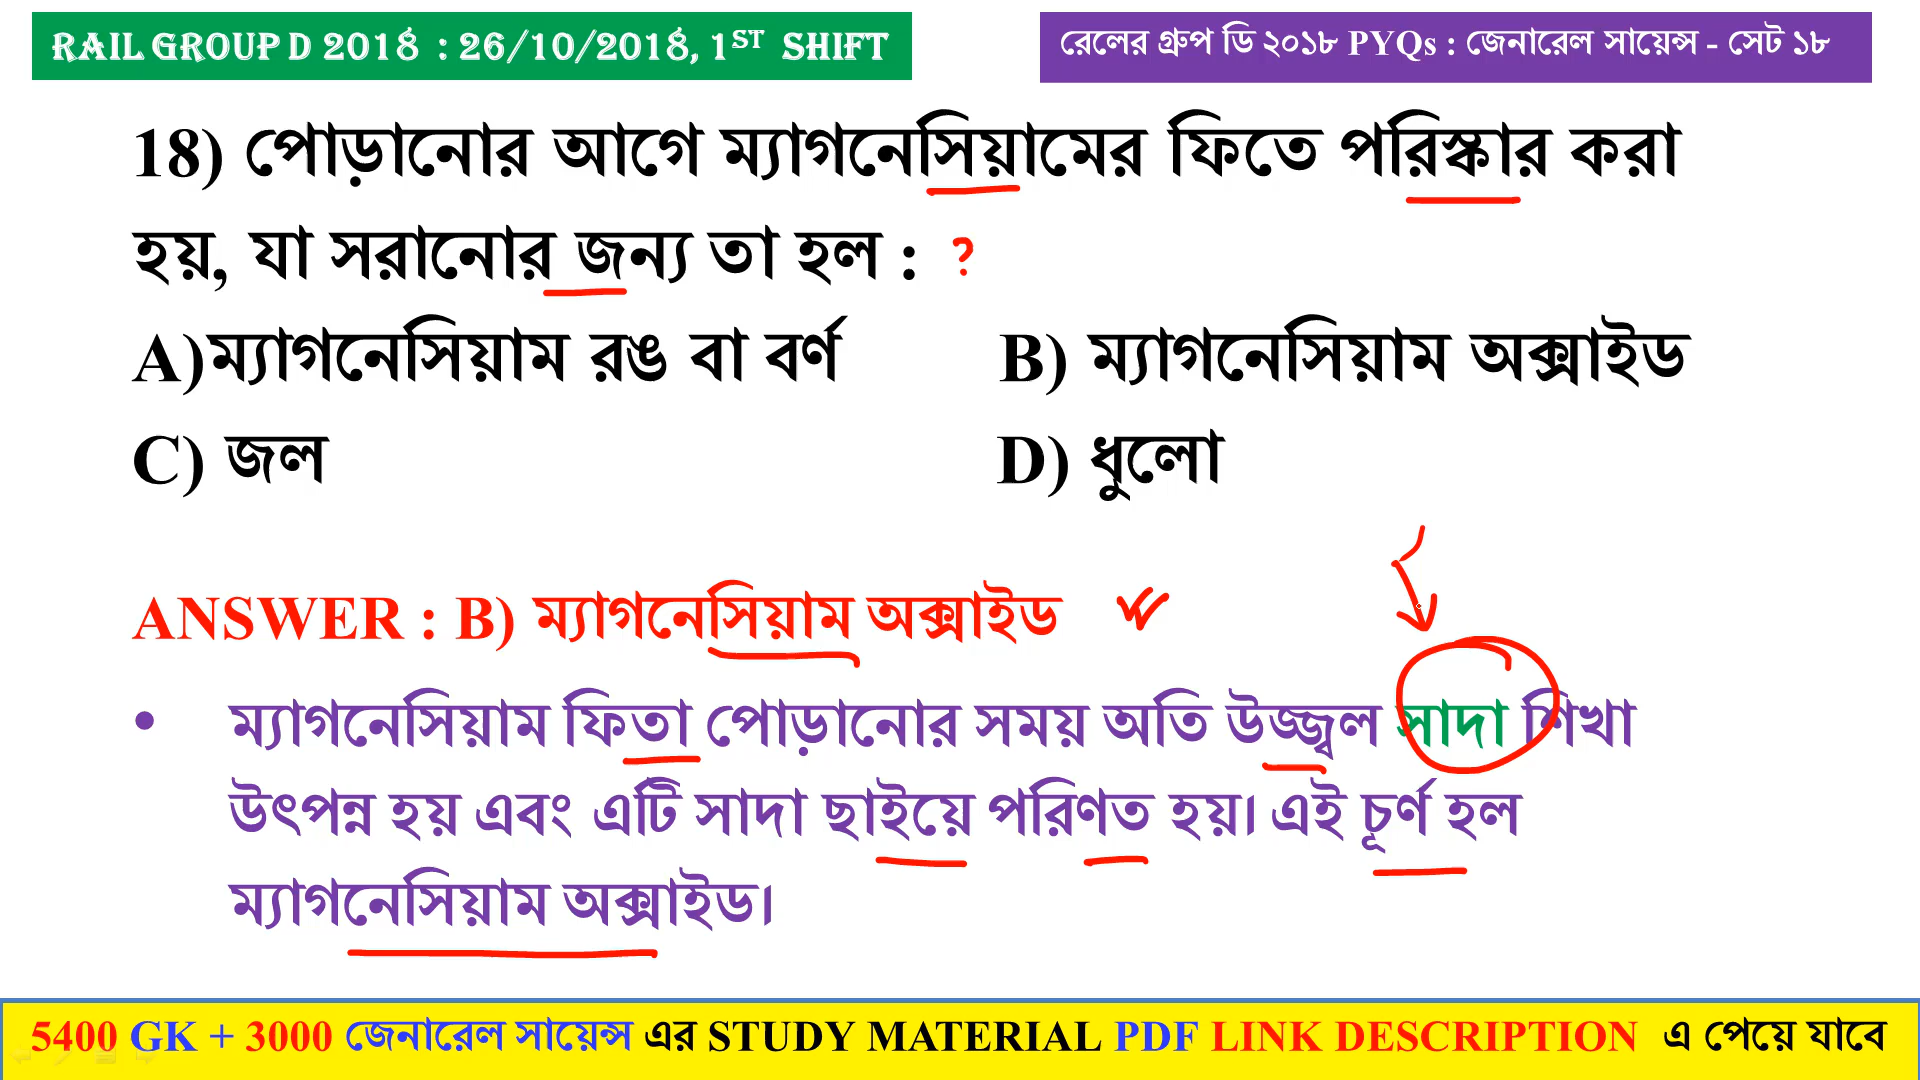 RAIL GROUP D 2018 : 26/10/2018, 1ST SHIFT
রেলের গ্রুপ ডি ২০১৮ PYQs : জেনারেল সায়েন্স - সেট ১৮
18) পোড়ানোর আগে ম্যাগনেসিয়ামের ফিতে পরিস্কার করা
হয়, যা সরানোর জন্য তা হল : ?
A)ম্যাগনেসিয়াম রঙ বা বর্ণ B) ম্যাগনেসিয়াম অক্সাইড
C) জল D) ধুলো
ANSWER : B) ম্যাগনেসিয়াম অক্সাইড
• ম্যাগনেসিয়াম ফিতা পোড়ানোর সময় অতি উজ্জ্বল সাদা শিখা
উৎপন্ন হয় এবং এটি সাদা ছাইয়ে পরিণত হয়। এই চূর্ণ হল
ম্যাগনেসিয়াম অক্সাইড।
5400 GK + 3000 জেনারেল সায়েন্স এর STUDY MATERIAL PDF LINK DESCRIPTION এ পেয়ে যাবে